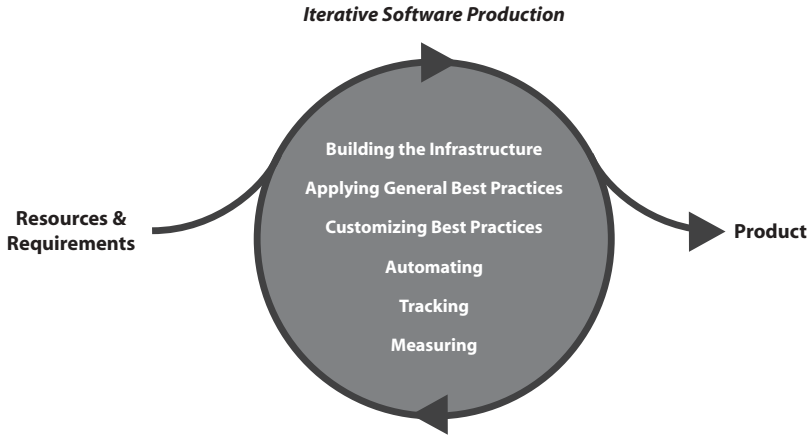 Iterative Software Production
Building the Infrastructure
Applying General Best Practices
Customizing Best Practices
Automating
Tracking
Measuring
Resources &
Requirements
Product